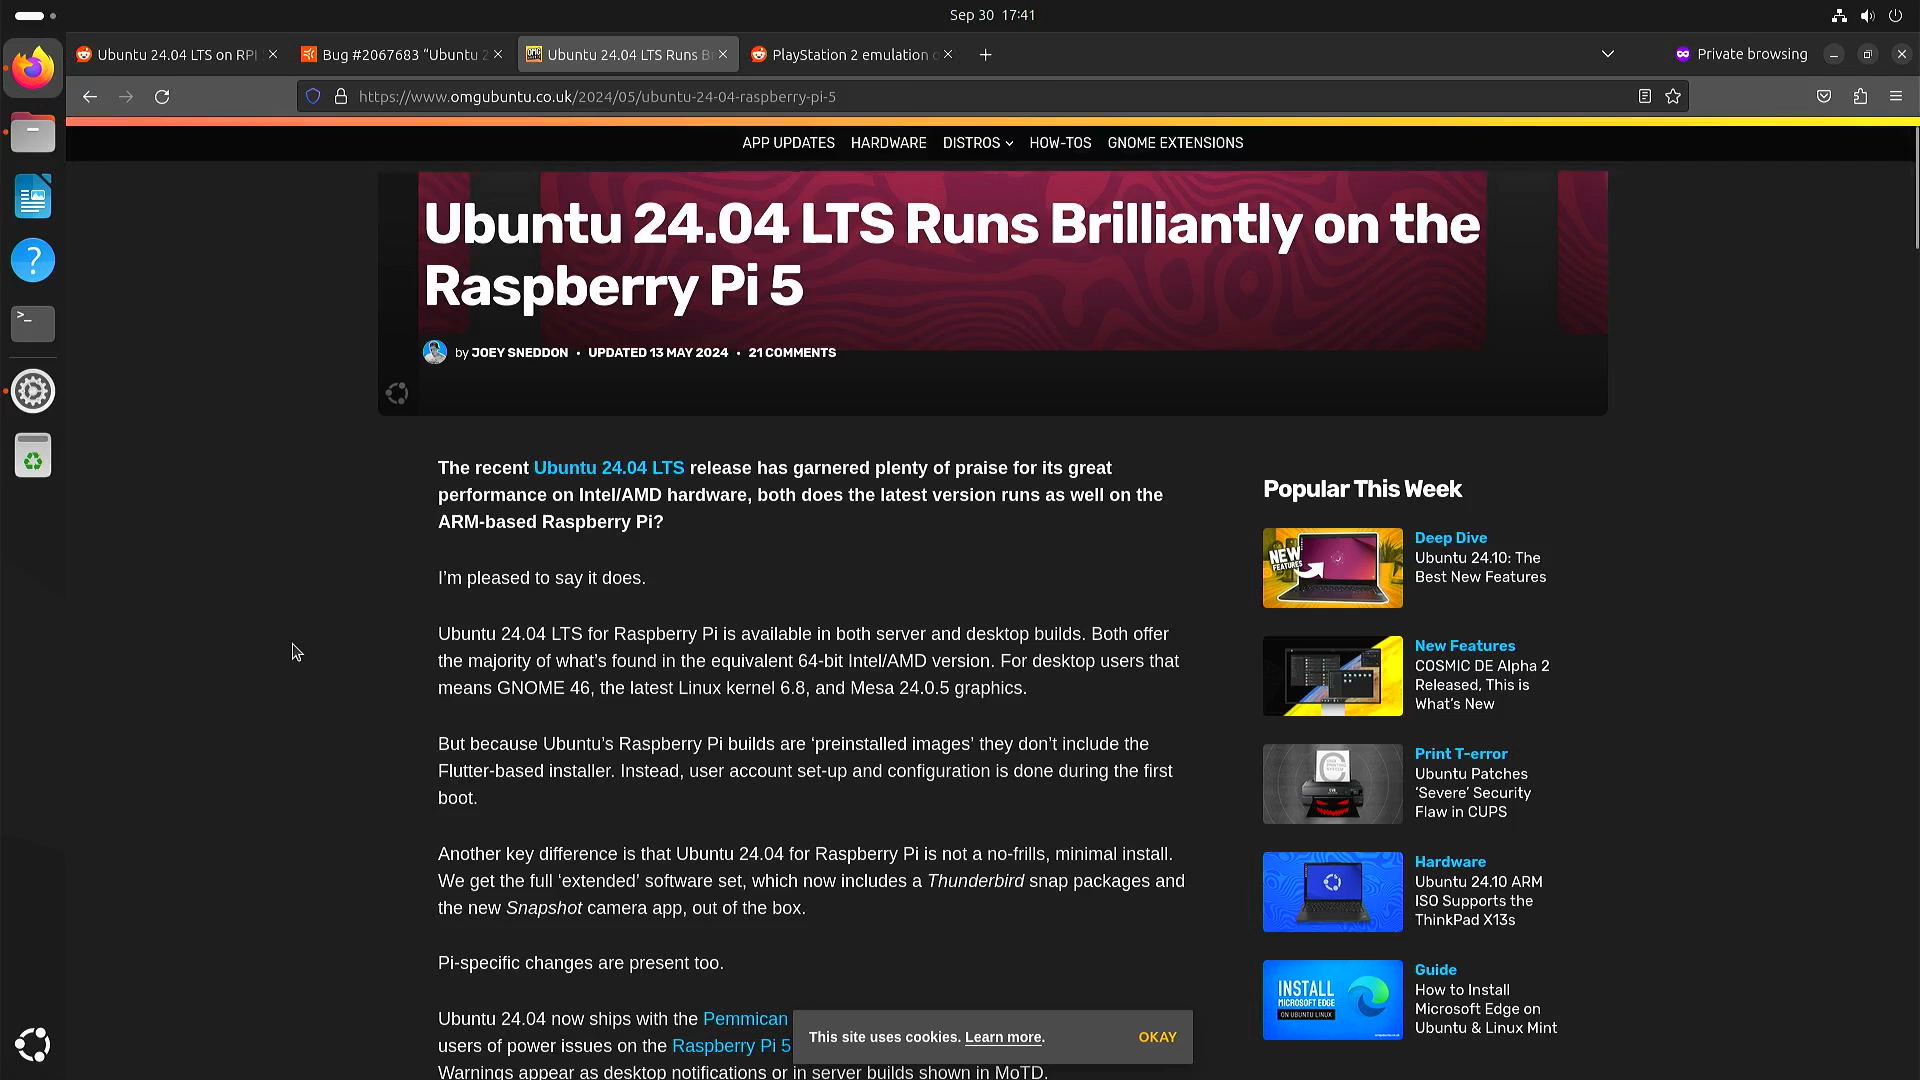 Sep 30 17:41
Ubuntu 24.04 LTS on RPI
Bug #2067683 “Ubuntu 2
Ubuntu 24.04 LTS Runs B
PlayStation 2 emulation
Private browsing
https://www.omgubuntu.co.uk/2024/05/ubuntu-24-04-raspberry-pi-5
APP UPDATES HARDWARE DISTROS HOW-TOS GNOME EXTENSIONS
Ubuntu 24.04 LTS Runs Brilliantly on the
Raspberry Pi 5
by JOEY SNEDDON • UPDATED 13 MAY 2024 • 21 COMMENTS
The recent Ubuntu 24.04 LTS release has garnered plenty of praise for its great
performance on Intel/AMD hardware, both does the latest version runs as well on the
ARM-based Raspberry Pi?
I’m pleased to say it does.
Ubuntu 24.04 LTS for Raspberry Pi is available in both server and desktop builds. Both offer
the majority of what’s found in the equivalent 64-bit Intel/AMD version. For desktop users that
means GNOME 46, the latest Linux kernel 6.8, and Mesa 24.0.5 graphics.
But because Ubuntu’s Raspberry Pi builds are ‘preinstalled images’ they don’t include the
Flutter-based installer. Instead, user account set-up and configuration is done during the first
boot.
Another key difference is that Ubuntu 24.04 for Raspberry Pi is not a no-frills, minimal install.
We get the full ‘extended’ software set, which now includes a Thunderbird snap packages and
the new Snapshot camera app, out of the box.
Pi-specific changes are present too.
Ubuntu 24.04 now ships with the Pemmican
users of power issues on the Raspberry Pi 5
Warnings appear as desktop notifications or in server builds shown in MoTD.
Popular This Week
NEW
FEATURES
Deep Dive
Ubuntu 24.10: The
Best New Features
New Features
COSMIC DE Alpha 2
Released, This is
What’s New
Print T-error
Ubuntu Patches
‘Severe’ Security
Flaw in CUPS
Hardware
Ubuntu 24.10 ARM
ISO Supports the
ThinkPad X13s
INSTALL
MICROSOFT EDGE
ON UBUNTU LINUX
Guide
How to Install
Microsoft Edge on
Ubuntu & Linux Mint
This site uses cookies. Learn more.
OKAY